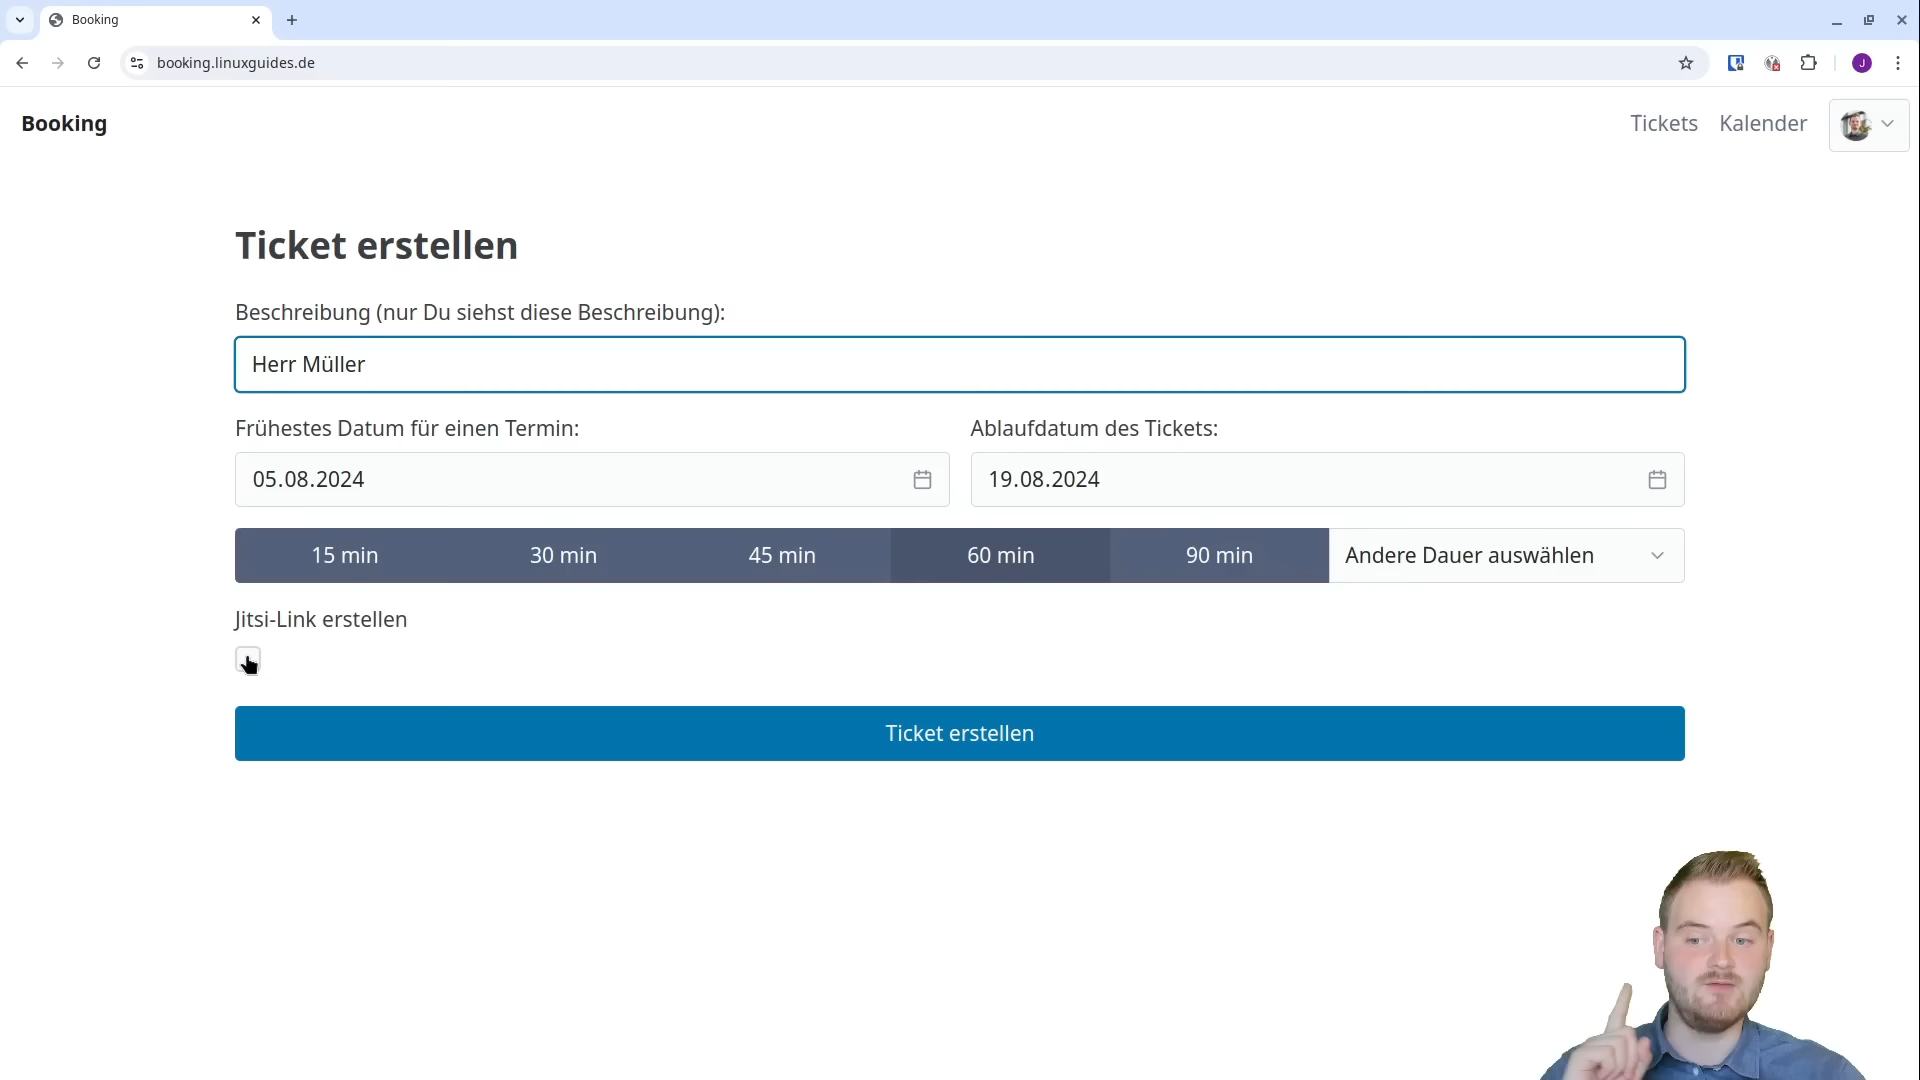 Booking
booking.linuxguides.de
J
Booking
Tickets
Kalender
Ticket erstellen
Beschreibung (nur Du siehst diese Beschreibung):
Herr Müller
Frühestes Datum für einen Termin:
Ablaufdatum des Tickets:
05.08.2024
19.08.2024
15 min
30 min
45 min
60 min
90 min
Andere Dauer auswählen
Jitsi-Link erstellen
Ticket erstellen